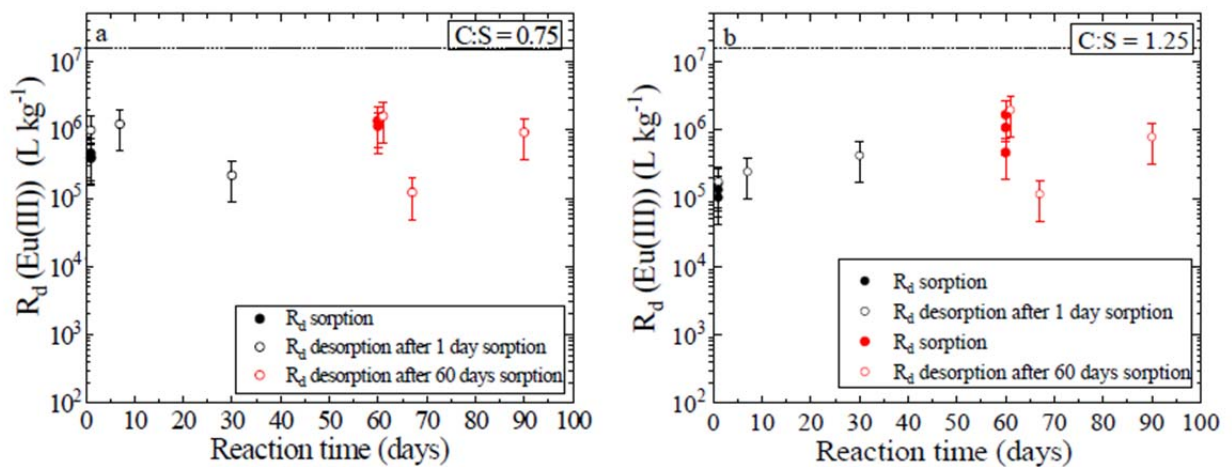 a
C:S = 0.75
R_d (Eu(III)) (L kg⁻¹)
10⁷
10⁶
10⁵
10⁴
10³
10²
R_d sorption
R_d desorption after 1 day sorption
R_d desorption after 60 days sorption
0 10 20 30 40 50 60 70 80 90 100
Reaction time (days)
b
C:S = 1.25
R_d (Eu(III)) (L kg⁻¹)
10⁷
10⁶
10⁵
10⁴
10³
10²
R_d sorption
R_d desorption after 1 day sorption
R_d sorption
R_d desorption after 60 days sorption
0 10 20 30 40 50 60 70 80 90 100
Reaction time (days)